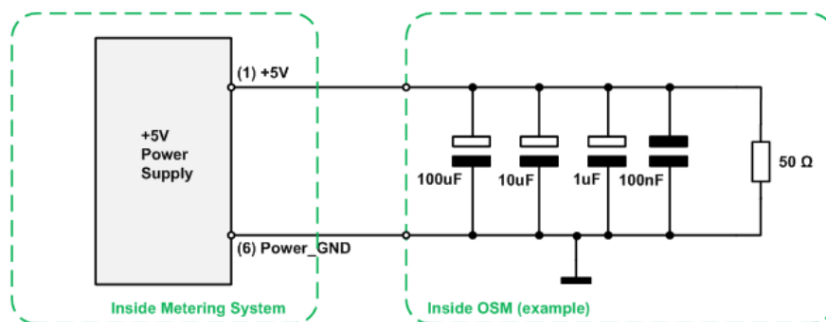 (1) +5V
+5V
Power
Supply
100uF
10uF
1uF
100nF
50 Ω
(6) Power_GND
Inside Metering System
Inside OSM (example)